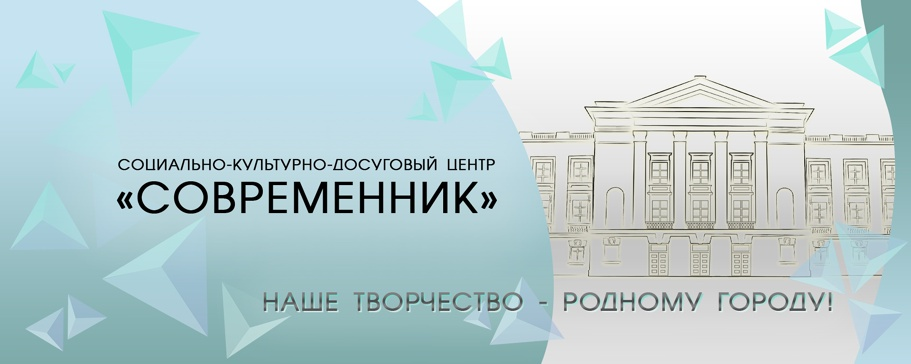 СОЦИАЛЬНО-КУЛЬТУРНО-ДОСУГОВЫЙ ЦЕНТР
«СОВРЕМЕННИК»
НАШЕ ТВОРЧЕСТВО - РОДНОМУ ГОРОДУ!